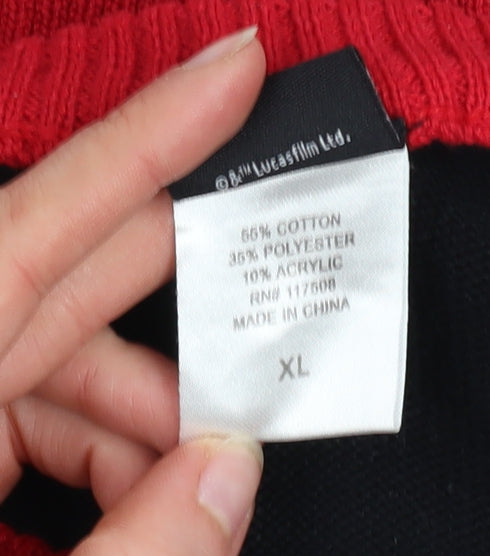 ©&™ Lucasfilm Ltd.
55% COTTON
35% POLYESTER
10% ACRYLIC
RN# 117508
MADE IN CHINA
XL